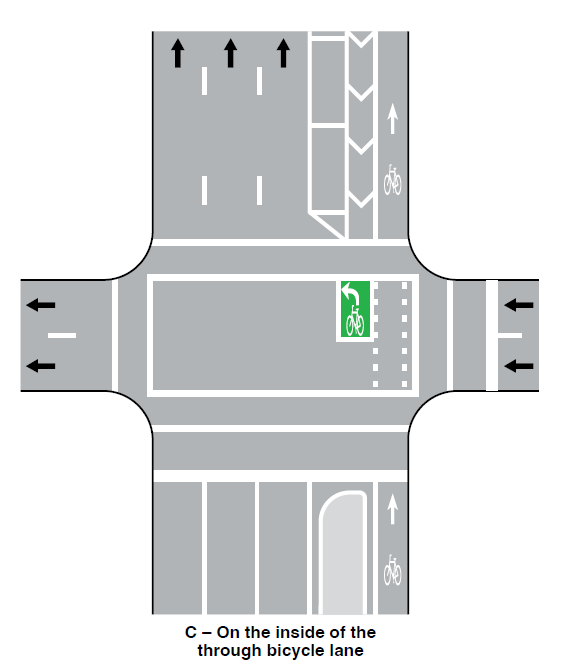 C – On the inside of the
through bicycle lane